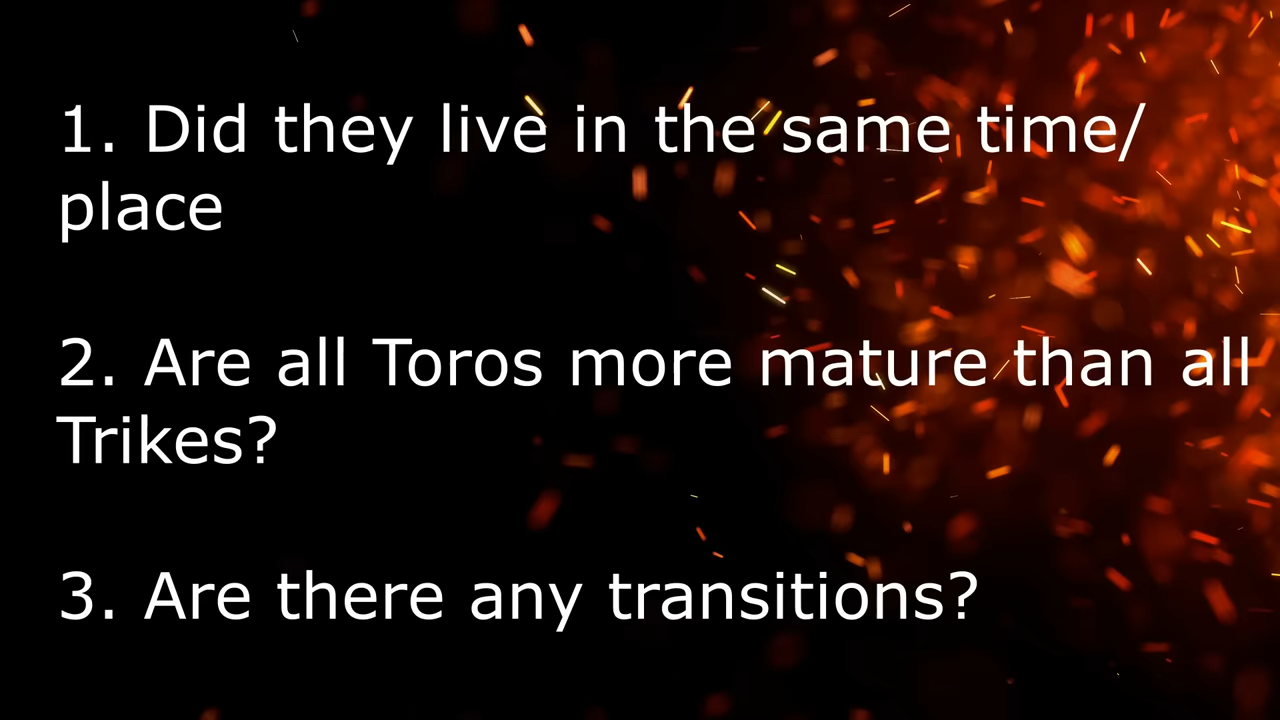 1. Did they live in the same time/
place
2. Are all Toros more mature than all
Trikes?
3. Are there any transitions?